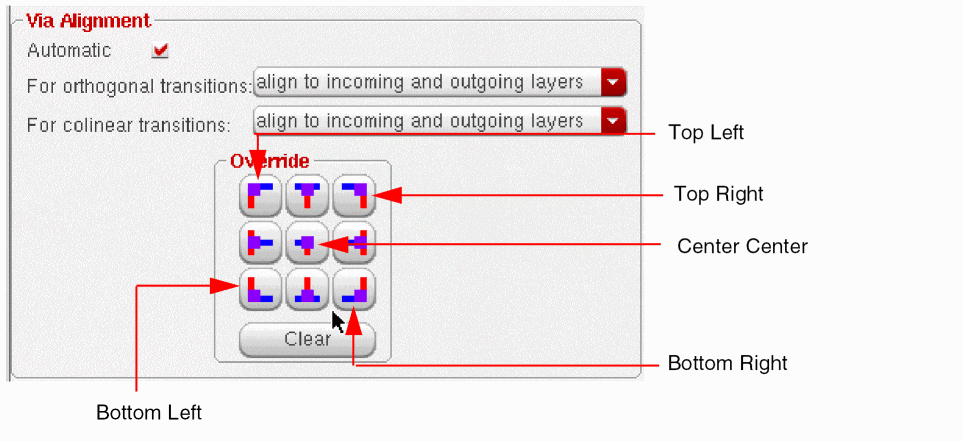 Via Alignment
Automatic
For orthogonal transitions: align to incoming and outgoing layers
For colinear transitions: align to incoming and outgoing layers
Top Left
Override
Top Right
Center Center
Clear
Bottom Right
Bottom Left